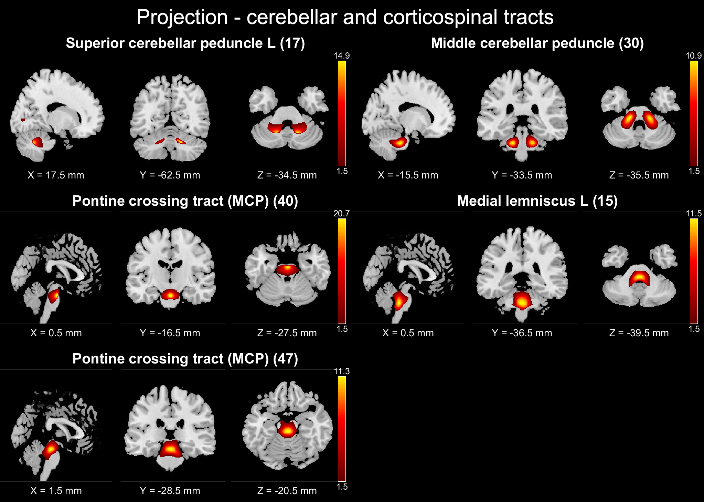 Projection - cerebellar and corticospinal tracts
Superior cerebellar peduncle L (17)
14.9
X = 17.5 mm
Y = -62.5 mm
Z = -34.5 mm
1.5
Middle cerebellar peduncle (30)
10.9
X = -15.5 mm
Y = -33.5 mm
Z = -35.5 mm
1.5
Pontine crossing tract (MCP) (40)
20.7
X = 0.5 mm
Y = -16.5 mm
Z = -27.5 mm
1.5
Medial lemniscus L (15)
11.5
X = 0.5 mm
Y = -36.5 mm
Z = -39.5 mm
1.5
Pontine crossing tract (MCP) (47)
11.3
X = 1.5 mm
Y = -28.5 mm
Z = -20.5 mm
1.5